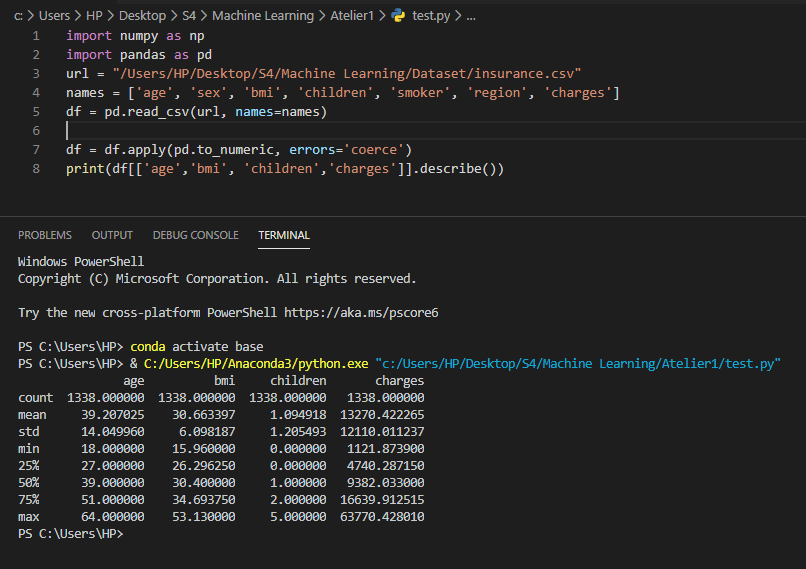 c: > Users > HP > Desktop > S4 > Machine Learning > Atelier1 > test.py > ...
1 import numpy as np
2 import pandas as pd
3 url = "/Users/HP/Desktop/S4/Machine Learning/Dataset/insurance.csv"
4 names = ['age', 'sex', 'bmi', 'children', 'smoker', 'region', 'charges']
5 df = pd.read_csv(url, names=names)
6
7 df = df.apply(pd.to_numeric, errors='coerce')
8 print(df[['age','bmi', 'children','charges']].describe())
PROBLEMS OUTPUT DEBUG CONSOLE TERMINAL
Windows PowerShell
Copyright (C) Microsoft Corporation. All rights reserved.
Try the new cross-platform PowerShell https://aka.ms/pscore6
PS C:\Users\HP> conda activate base
PS C:\Users\HP> & C:/Users/HP/Anaconda3/python.exe "c:/Users/HP/Desktop/S4/Machine Learning/Atelier1/test.py"
age bmi children charges
count 1338.000000 1338.000000 1338.000000 1338.000000
mean 39.207025 30.663397 1.094918 13270.422265
std 14.049960 6.098187 1.205493 12110.011237
min 18.000000 15.960000 0.000000 1121.873900
25% 27.000000 26.296250 0.000000 4740.287150
50% 39.000000 30.400000 1.000000 9382.033000
75% 51.000000 34.693750 2.000000 16639.912515
max 64.000000 53.130000 5.000000 63770.428010
PS C:\Users\HP>